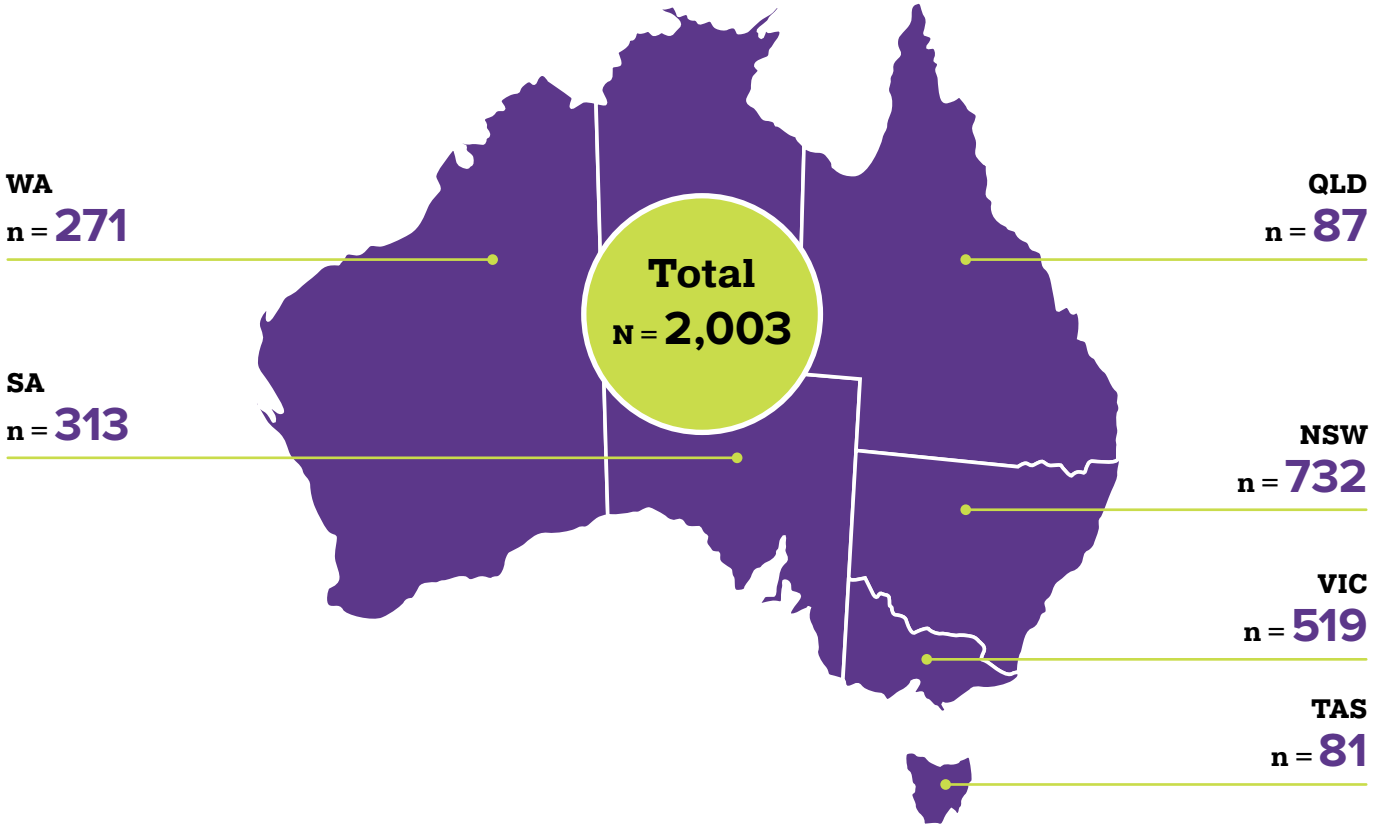 WA
n = 271
SA
n = 313
Total
N = 2,003
QLD
n = 87
NSW
n = 732
VIC
n = 519
TAS
n = 81